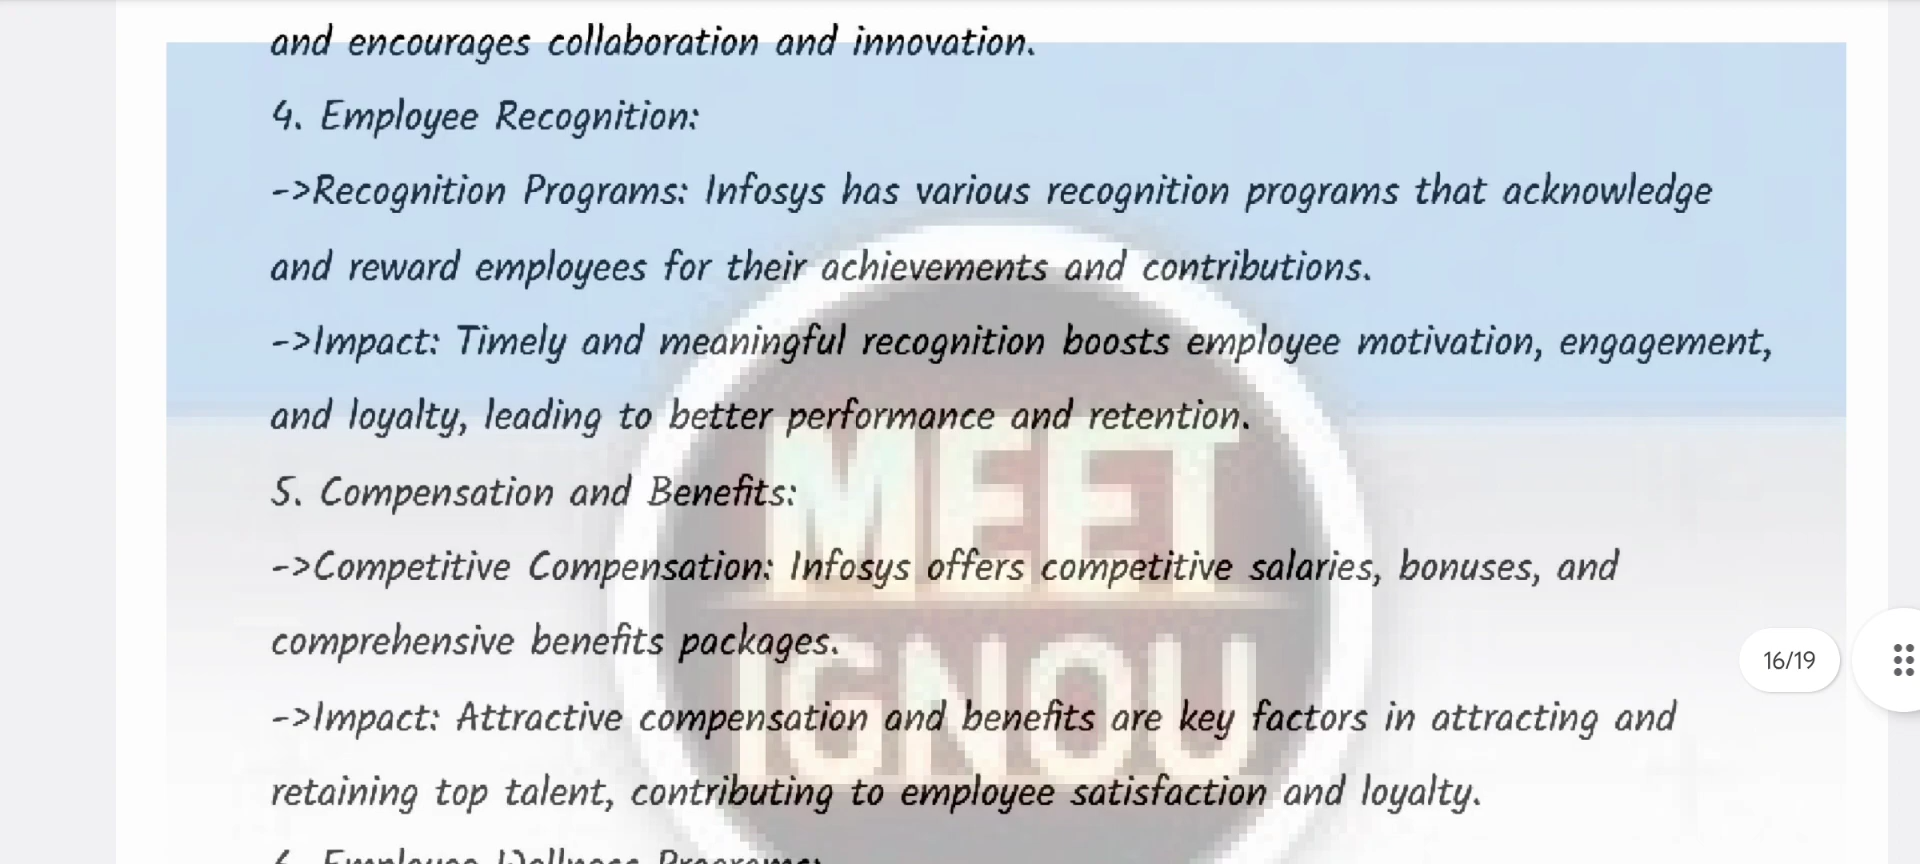 and encourages collaboration and innovation.
4. Employee Recognition:
->Recognition Programs: Infosys has various recognition programs that acknowledge
and reward employees for their achievements and contributions.
->Impact: Timely and meaningful recognition boosts employee motivation, engagement,
and loyalty, leading to better performance and retention.
5. Compensation and Benefits:
->Competitive Compensation: Infosys offers competitive salaries, bonuses, and
comprehensive benefits packages.
->Impact: Attractive compensation and benefits are key factors in attracting and
retaining top talent, contributing to employee satisfaction and loyalty.
6. Employee Wellness Programs:
MEET
IGNOU
16/19